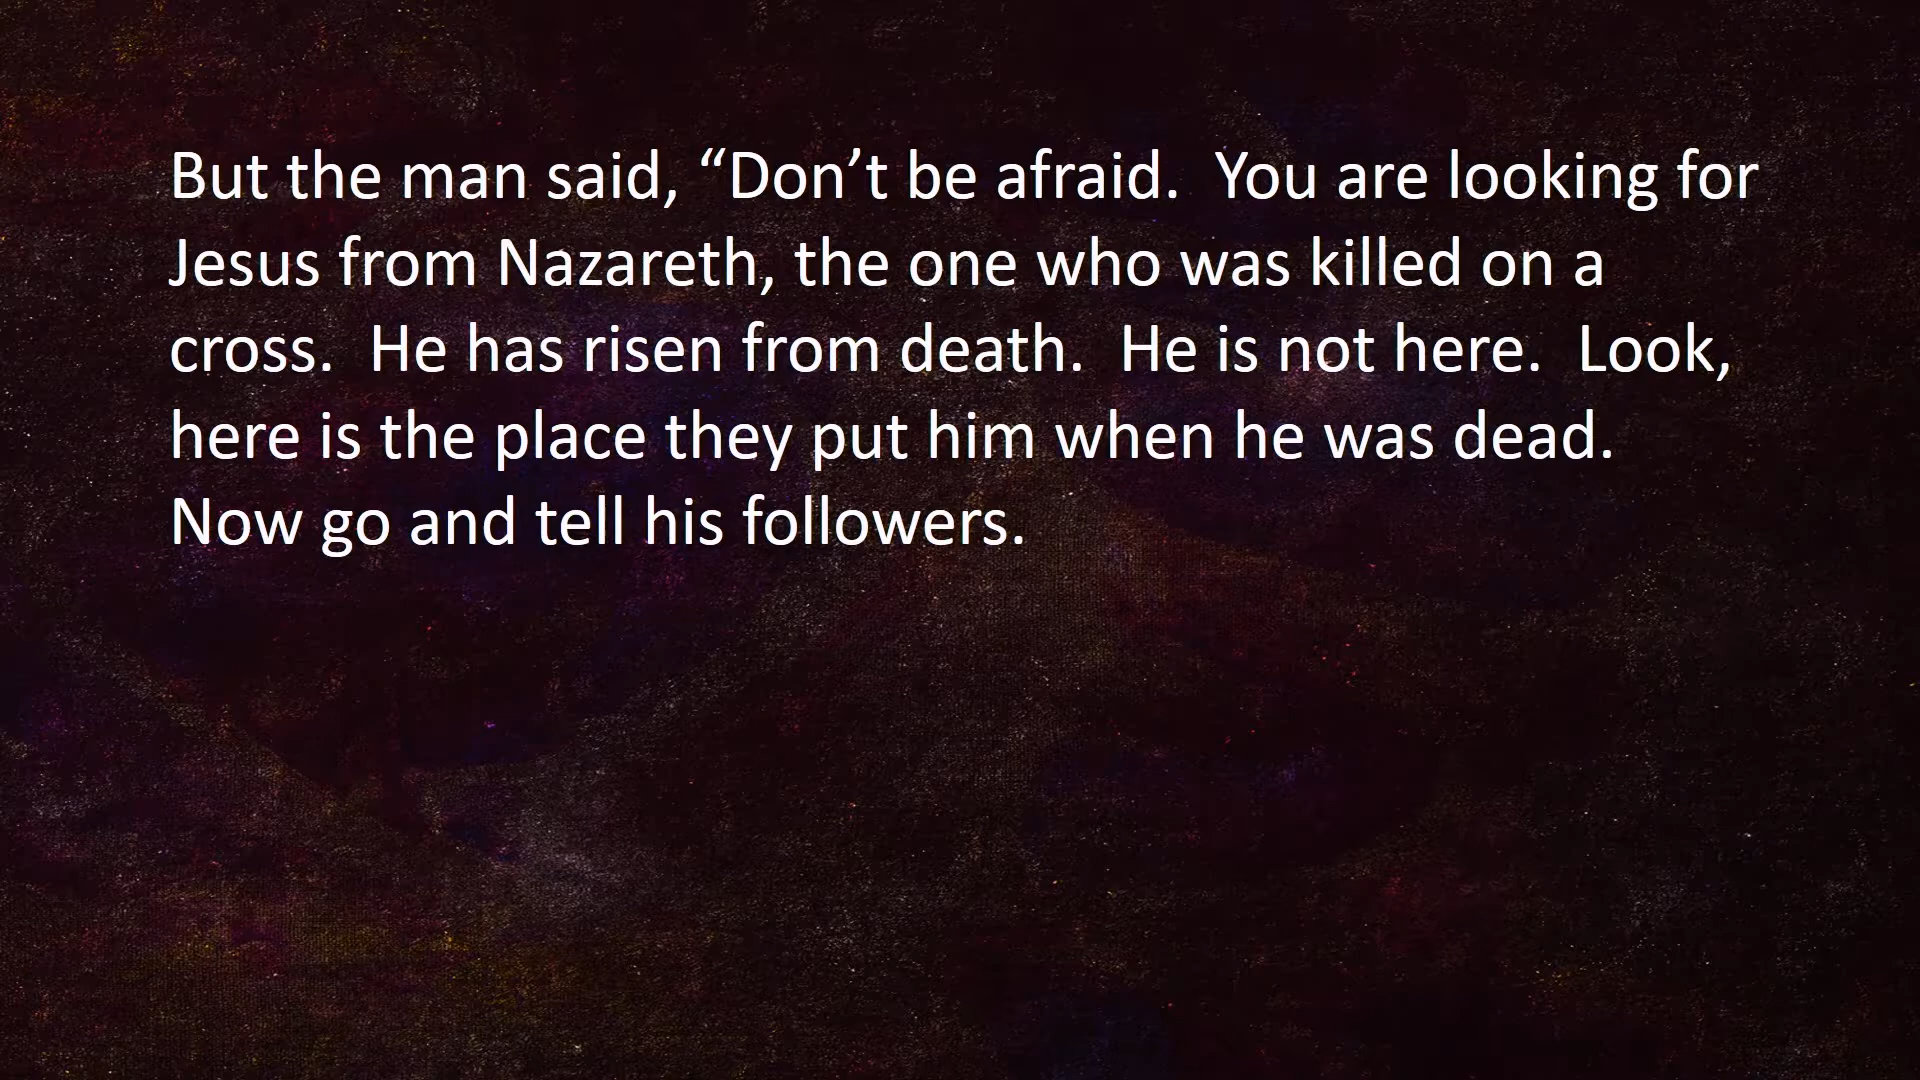 But the man said, “Don’t be afraid.  You are looking for
Jesus from Nazareth, the one who was killed on a
cross.  He has risen from death.  He is not here.  Look,
here is the place they put him when he was dead.
Now go and tell his followers.